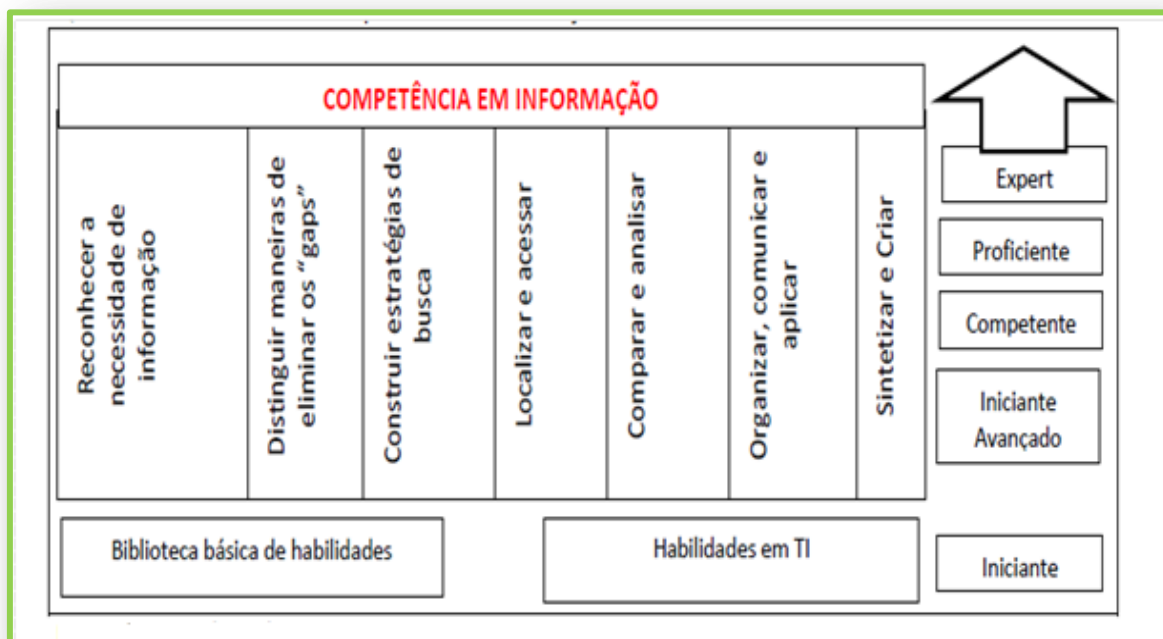 COMPETÊNCIA EM INFORMAÇÃO
Reconhecer a
necessidade de
informação
Distinguir maneiras de
eliminar os “gaps”
Construir estratégias de
busca
Localizar e acessar
Comparar e analisar
Organizar, comunicar e
aplicar
Sintetizar e Criar
Expert
Proficiente
Competente
Iniciante
Avançado
Iniciante
Biblioteca básica de habilidades
Habilidades em TI